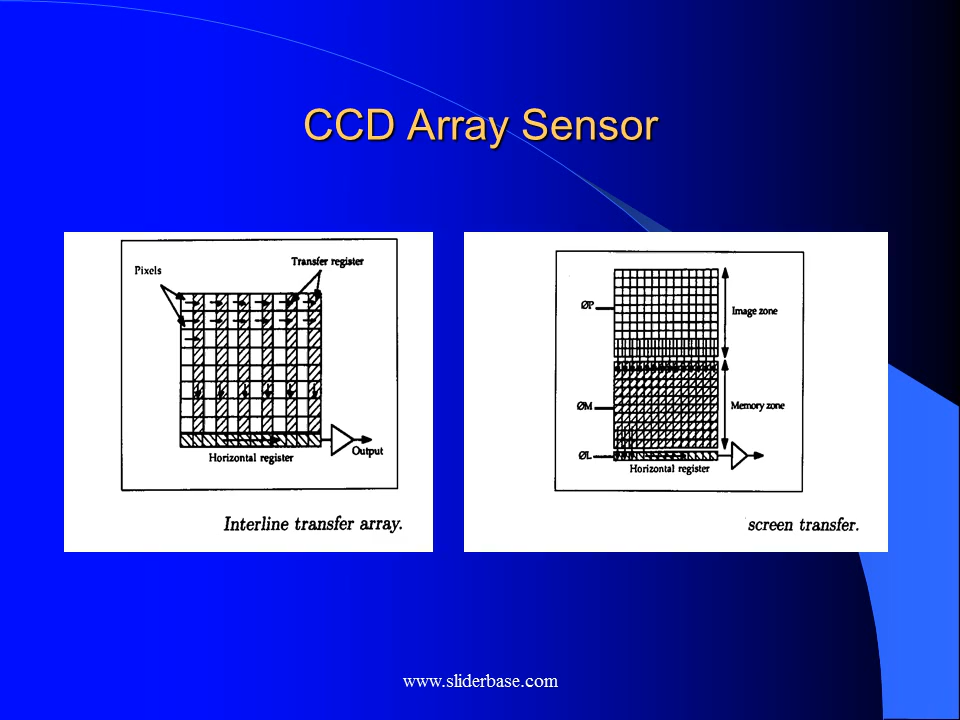 CCD Array Sensor
Pixels
Transfer register
Output
Horizontal register
Interline transfer array.
ØP
Image zone
ØM
Memory zone
ØL
Horizontal register
screen transfer.
www.sliderbase.com